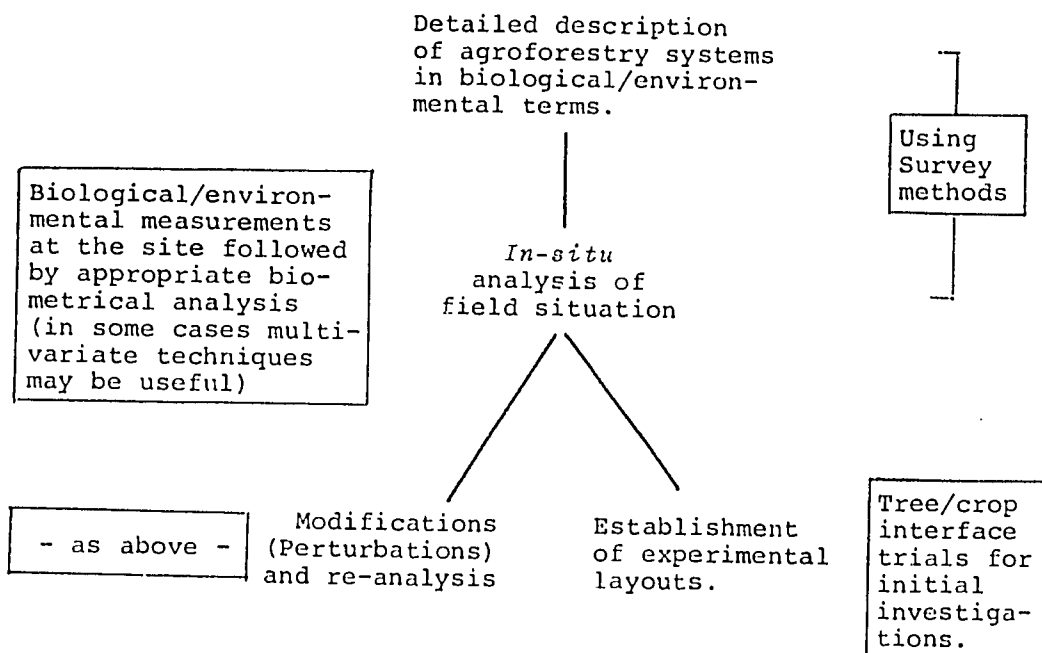 Detailed description
of agroforestry systems
in biological/environ-
mental terms.
Using
Survey
methods
Biological/environ-
mental measurements
at the site followed
by appropriate bio-
metrical analysis
(in some cases multi-
variate techniques
may be useful)
In-situ
analysis of
field situation
- as above -
Modifications
(Perturbations)
and re-analysis
Establishment
of experimental
layouts.
Tree/crop
interface
trials for
initial
investiga-
tions.